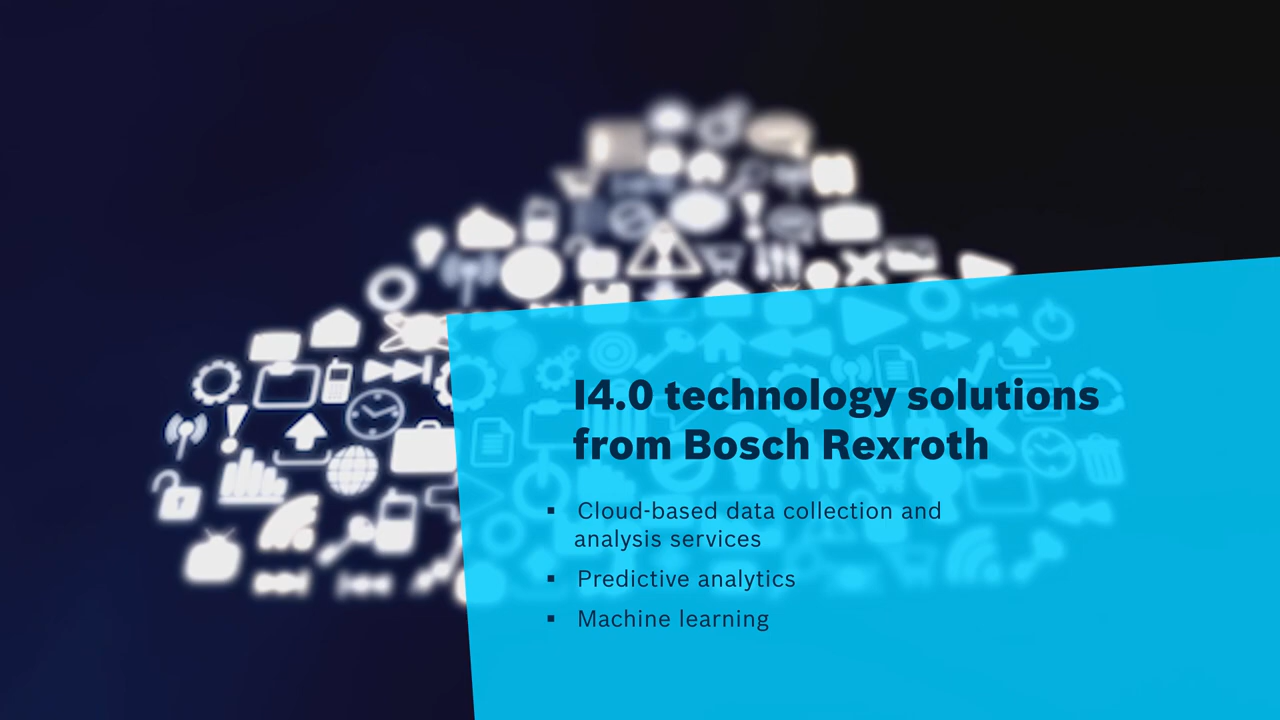 I4.0 technology solutions
from Bosch Rexroth
▪ Cloud-based data collection and
analysis services
▪ Predictive analytics
▪ Machine learning